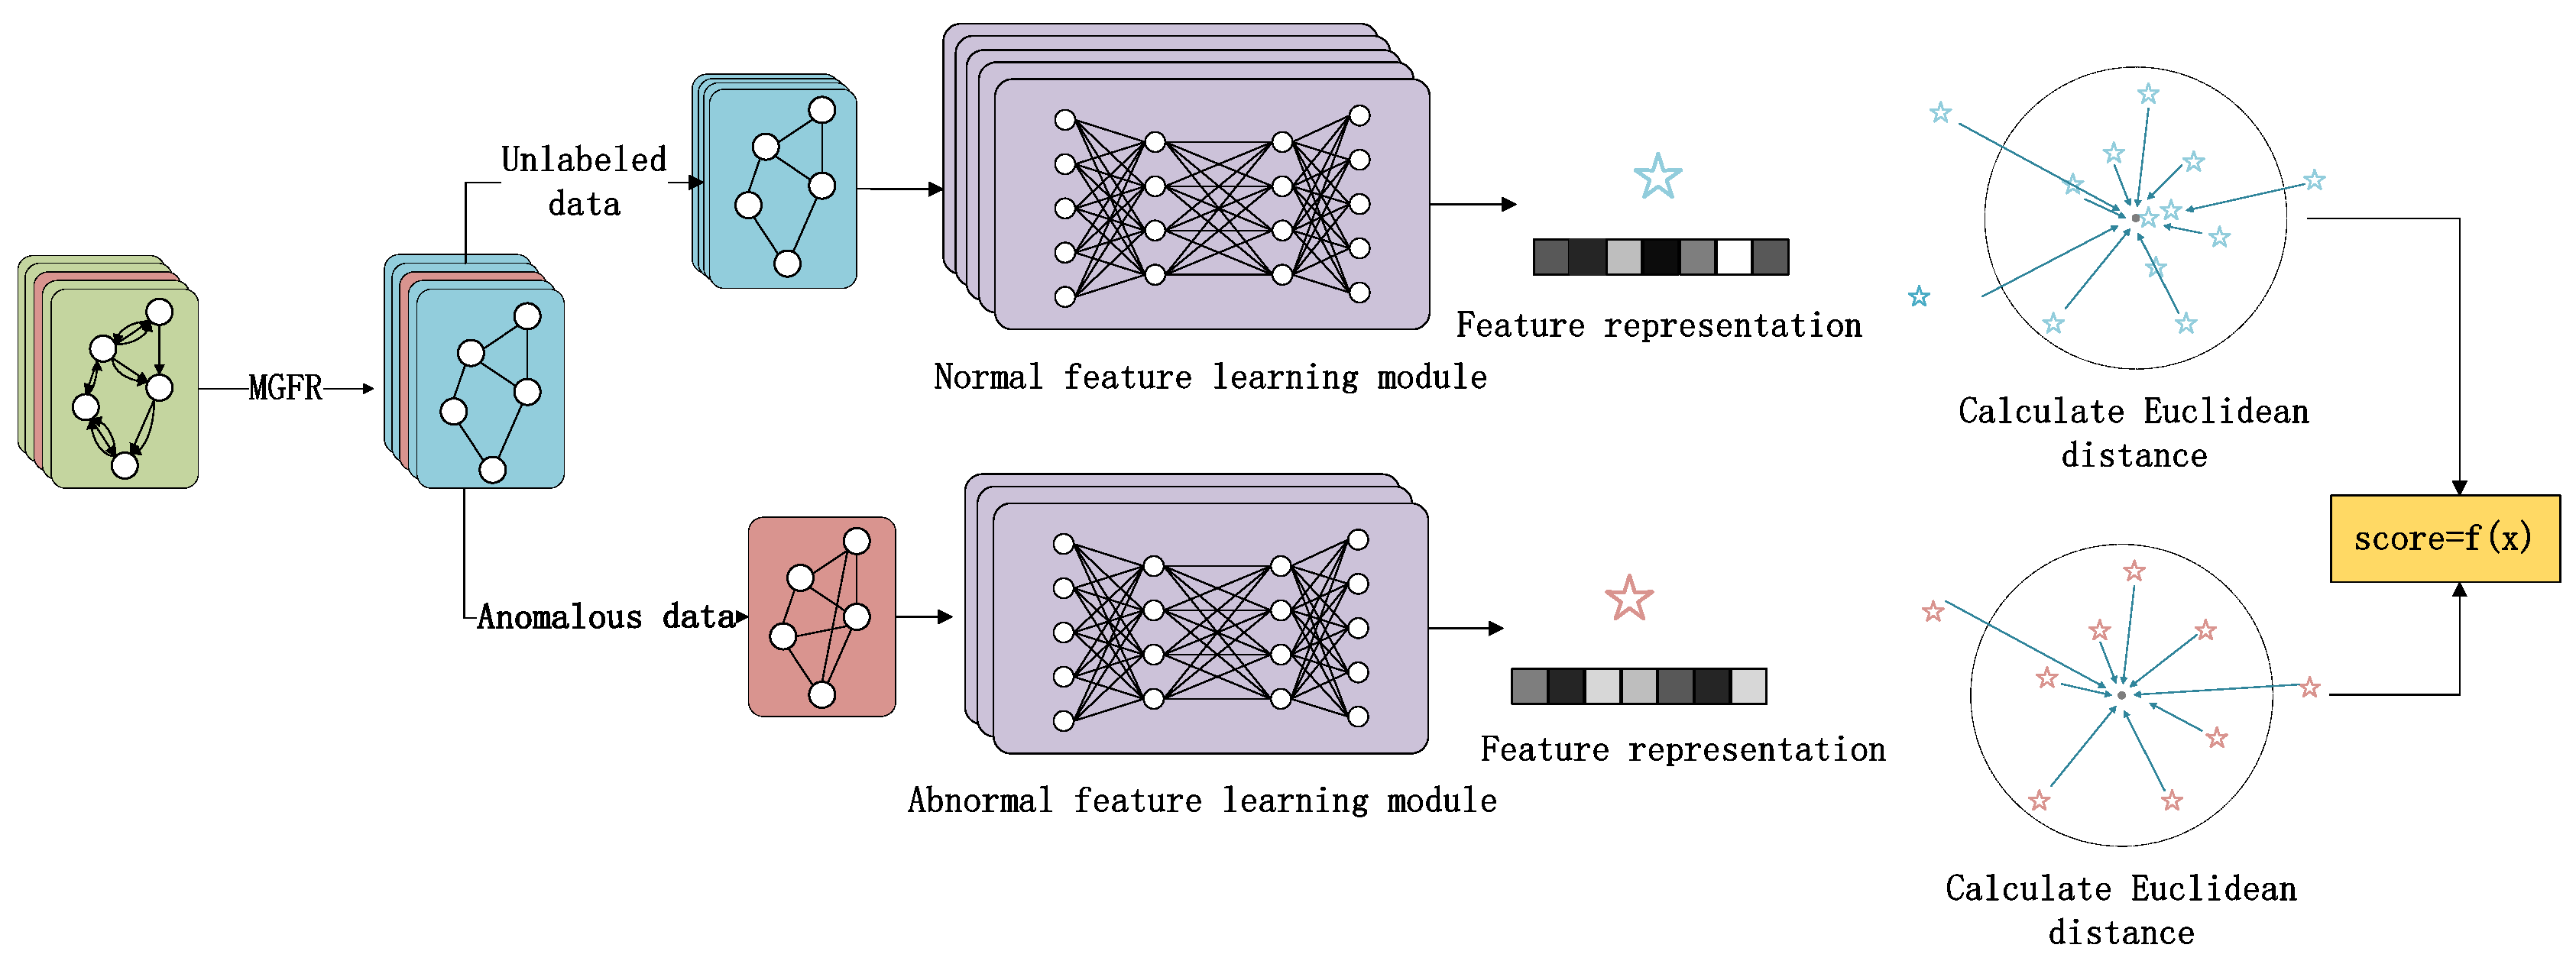 Unlabeled
data
MGFR
Feature representation
Normal feature learning module
Calculate Euclidean
distance
score=f(x)
Anomalous data
Feature representation
Abnormal feature learning module
Calculate Euclidean
distance